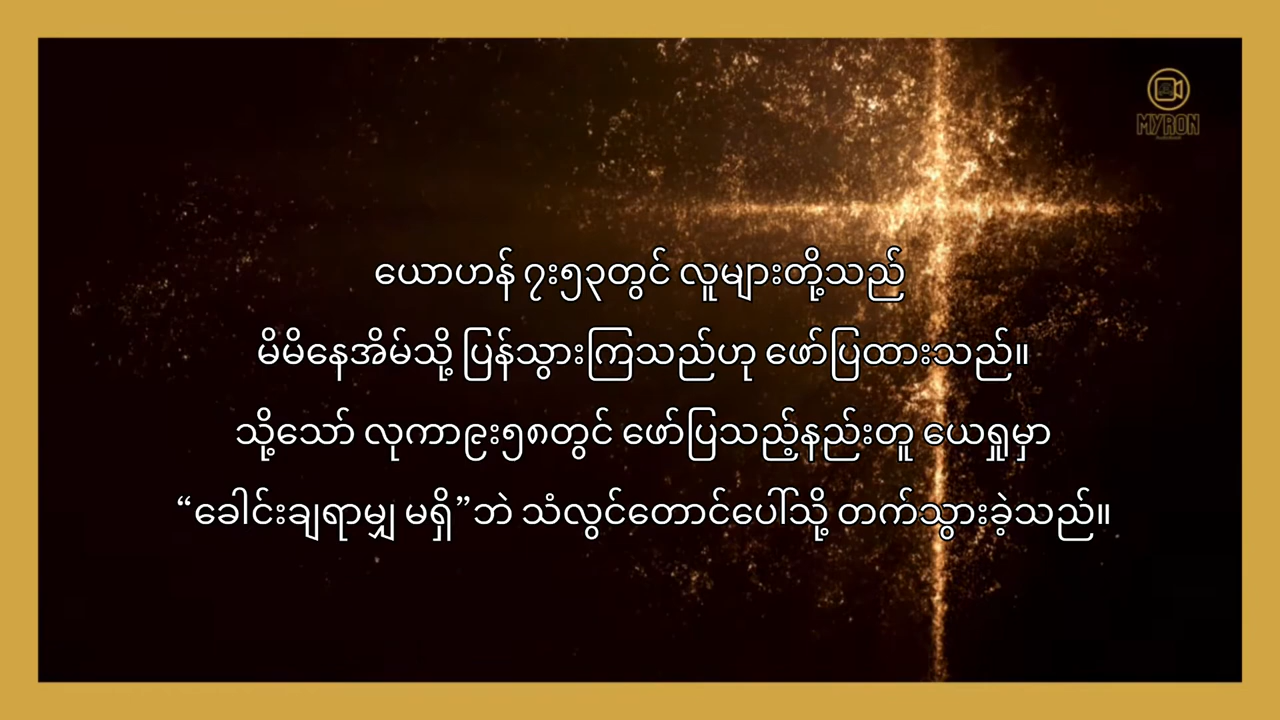 MYRON
ယောဟန် ၇း၅၃တွင် လူများတို့သည်
မိမိနေအိမ်သို့ ပြန်သွားကြသည်ဟု ဖော်ပြထားသည်။
သို့သော် လုကာ၉း၅၈တွင် ဖော်ပြသည့်နည်းတူ ယေရှုမှာ
“ခေါင်းချရာမျှ မရှိ”ဘဲ သံလွင်တောင်ပေါ်သို့ တက်သွားခဲ့သည်။